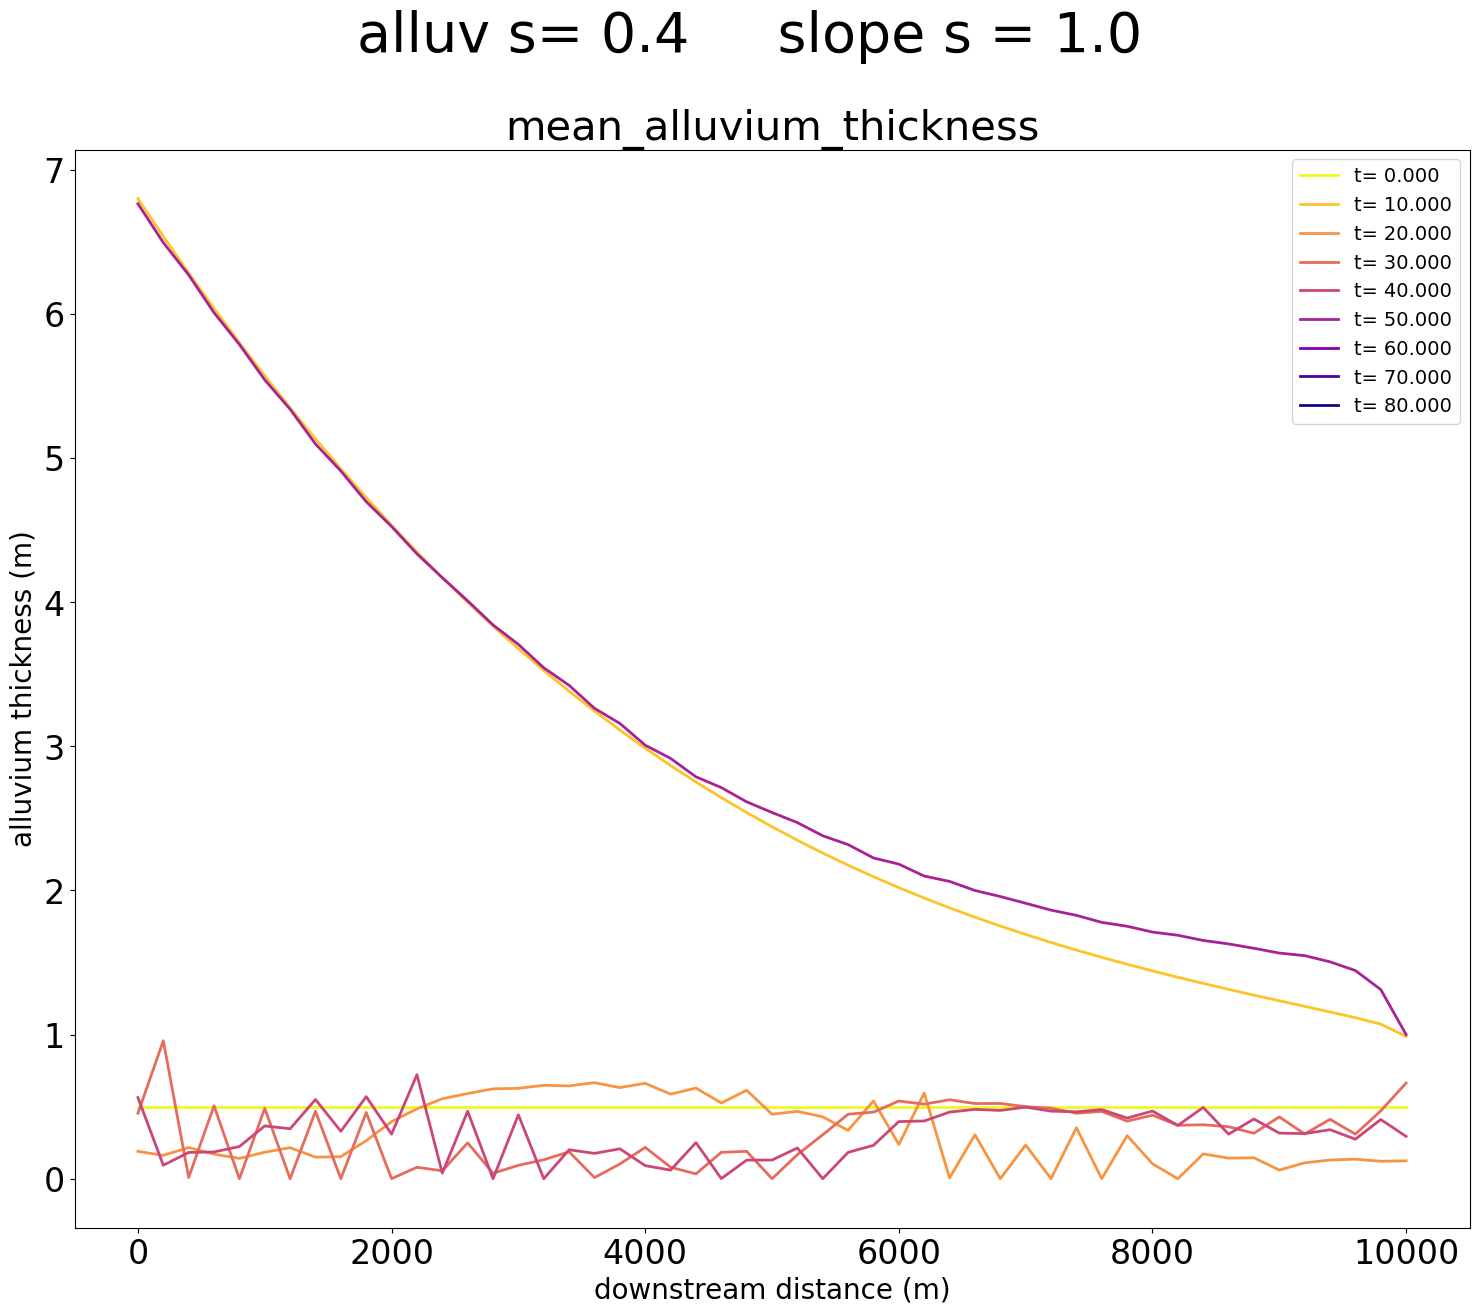 alluv s= 0.4     slope s = 1.0
mean_alluvium_thickness
7
6
5
4
3
2
1
0
alluvium thickness (m)
t= 0.000
t= 10.000
t= 20.000
t= 30.000
t= 40.000
t= 50.000
t= 60.000
t= 70.000
t= 80.000
0 2000 4000 6000 8000 10000
downstream distance (m)